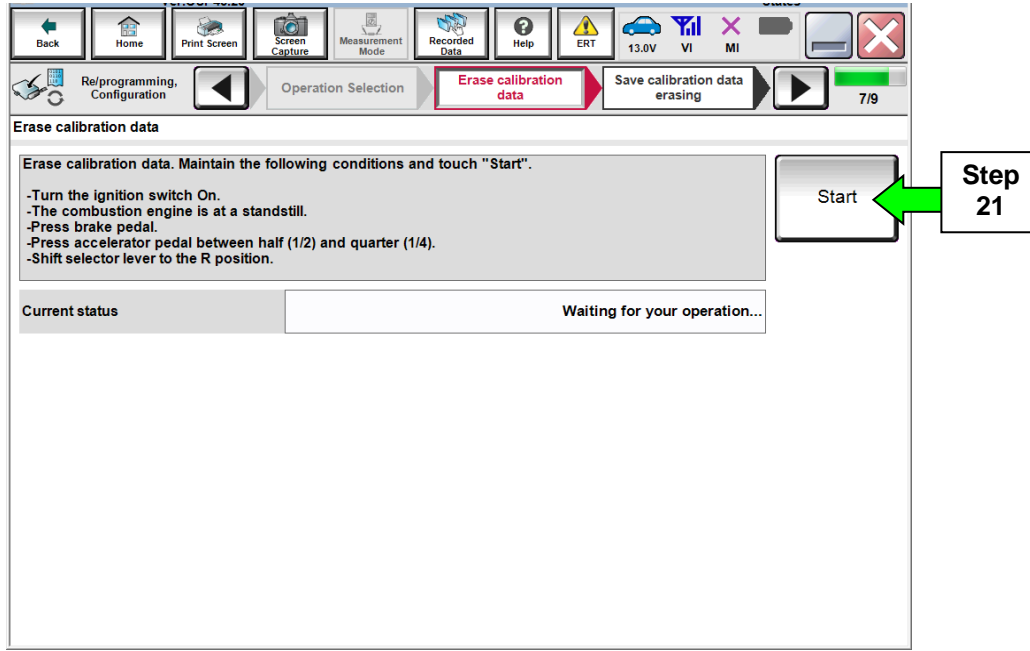 Back
Home
Print Screen
Screen
Capture
Measurement
Mode
Recorded
Data
Help
ERT
13.0V
VI
MI
Re/programming,
Configuration
Operation Selection
Erase calibration
data
Save calibration data
erasing
7/9
Erase calibration data
Erase calibration data. Maintain the following conditions and touch "Start".
-Turn the ignition switch On.
-The combustion engine is at a standstill.
-Press brake pedal.
-Press accelerator pedal between half (1/2) and quarter (1/4).
-Shift selector lever to the R position.
Start
Step
21
Current status
Waiting for your operation...